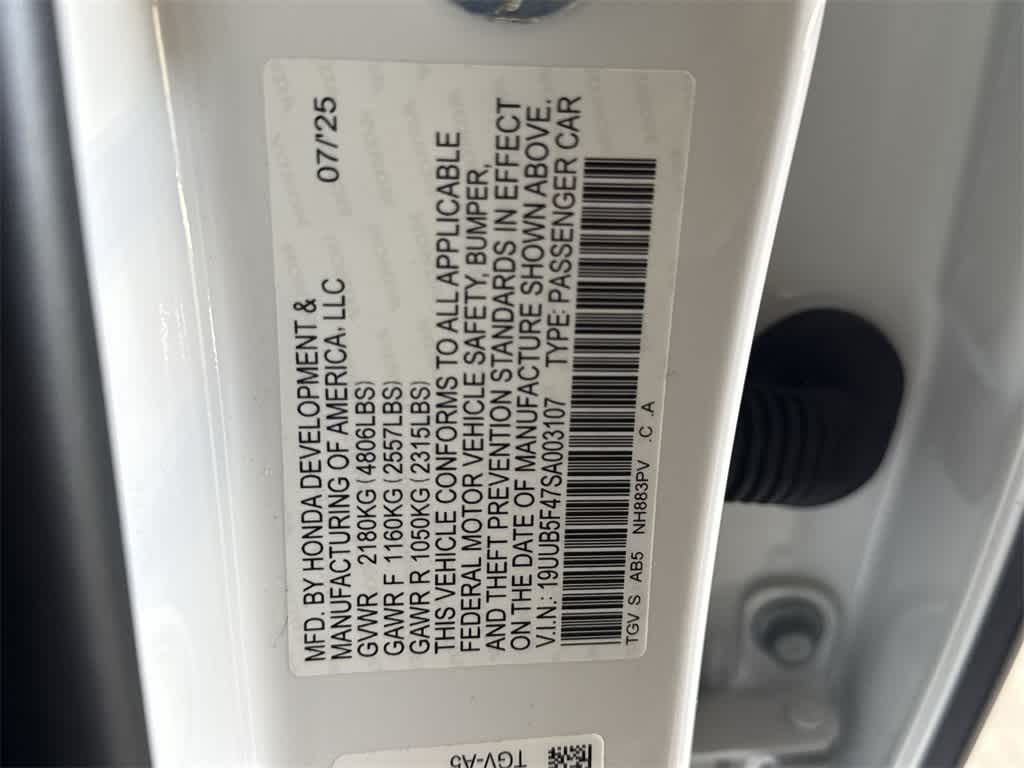 MFD. BY HONDA DEVELOPMENT &
MANUFACTURING OF AMERICA, LLC 07/'25
GVWR 2180KG (4806LBS)
GAWR F 1160KG (2557LBS)
GAWR R 1050KG (2315LBS)
THIS VEHICLE CONFORMS TO ALL APPLICABLE
FEDERAL MOTOR VEHICLE SAFETY, BUMPER,
AND THEFT PREVENTION STANDARDS IN EFFECT
ON THE DATE OF MANUFACTURE SHOWN ABOVE.
V.I.N.: 19UUB5F47SA003107 TYPE: PASSENGER CAR
TGV S AB5 NH883PV .C .A
TGV-A5